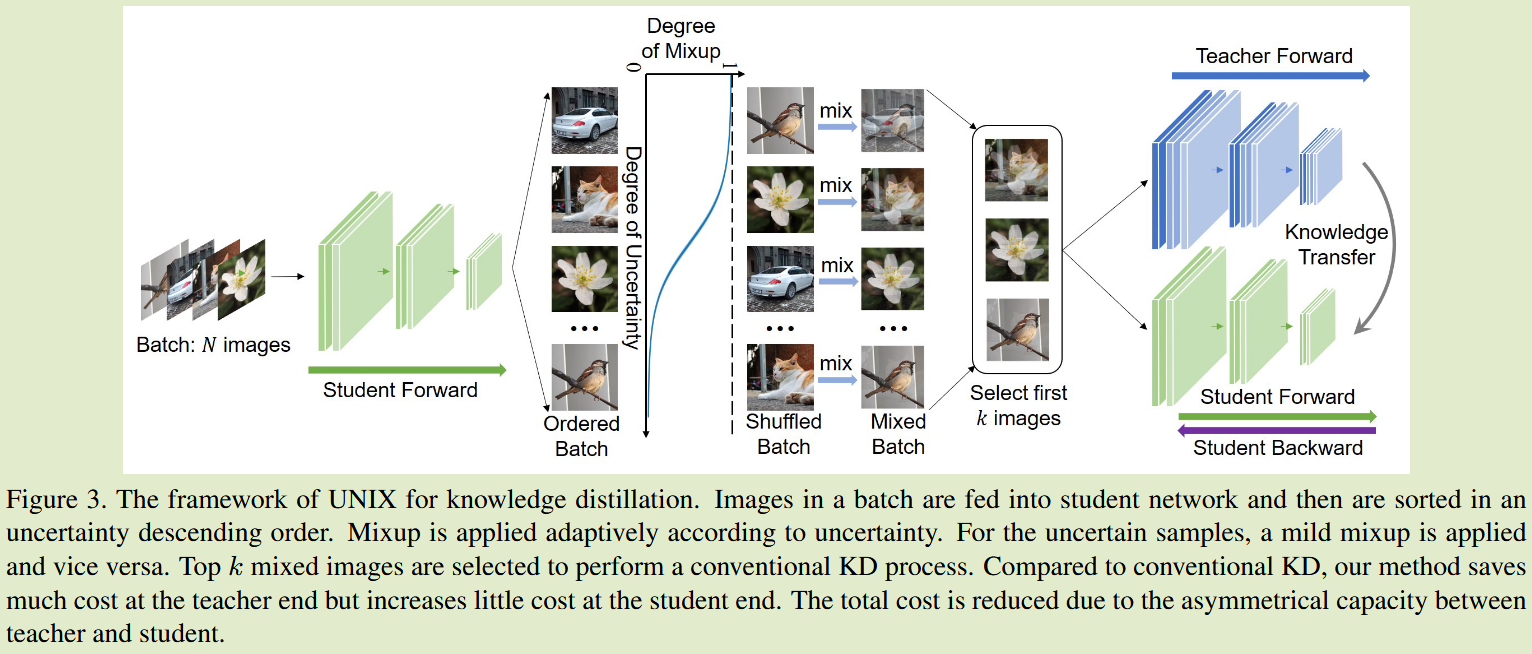 Degree
of Mixup
0
1
Teacher Forward
mix
mix
mix
mix
Degree of Uncertainty
Knowledge
Transfer
Batch: N images
Student Forward
Ordered
Batch
Shuffled
Batch
Mixed
Batch
Select first
k images
Student Forward
Student Backward
Figure 3. The framework of UNIX for knowledge distillation. Images in a batch are fed into student network and then are sorted in an
uncertainty descending order. Mixup is applied adaptively according to uncertainty. For the uncertain samples, a mild mixup is applied
and vice versa. Top k mixed images are selected to perform a conventional KD process. Compared to conventional KD, our method saves
much cost at the teacher end but increases little cost at the student end. The total cost is reduced due to the asymmetrical capacity between
teacher and student.